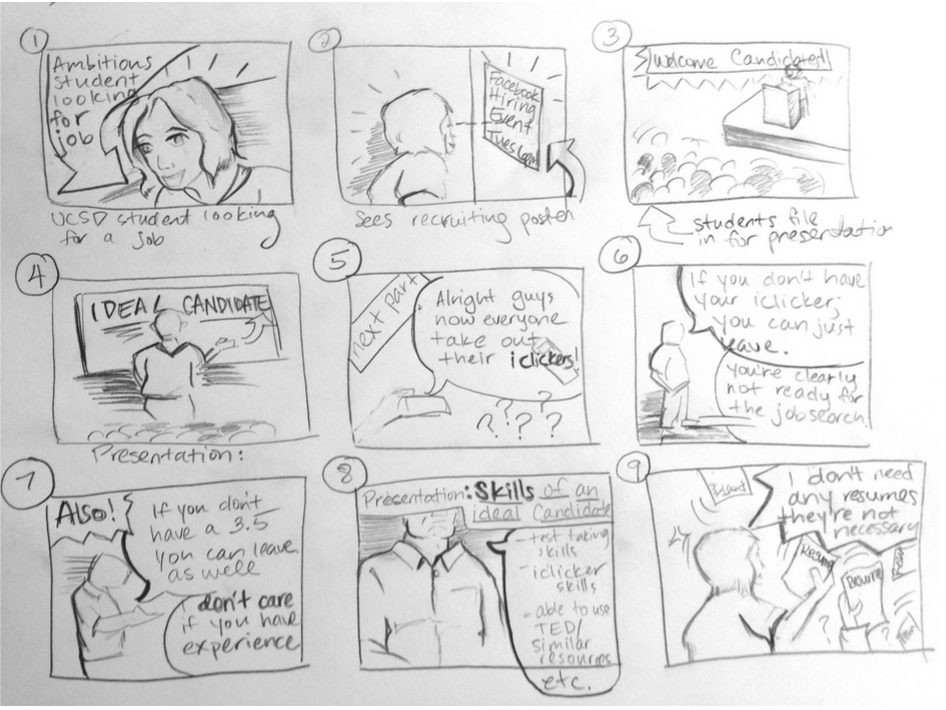 1
Ambitious
student
looking
for
job
UCSD student looking
for a job
2
Facebook
Hiring
Event
Tues 6pm
Sees recruiting poster
3
Welcome Candidates!
students file
in for presentation
4
IDEAL CANDIDATE
Presentation:
5
next part
Alright guys
now everyone
take out
their iclickers!
? ? ? ? ?
6
If you don't have
your iclicker,
you can just
leave.
you're clearly
not ready for
the job search.
7
Also!
If you don't
have a 3.5
you can leave
as well
I don't care
if you have
experience
8
Presentation: Skills of an
ideal Candidate
- test taking
skills
- iclicker
skills
- able to use
TED/
similar
resources
etc.
9
I don't need
any resumes
they're not
necessary
Resume
Resume
? ?